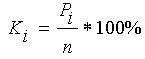 K_i = P_i / n * 100%